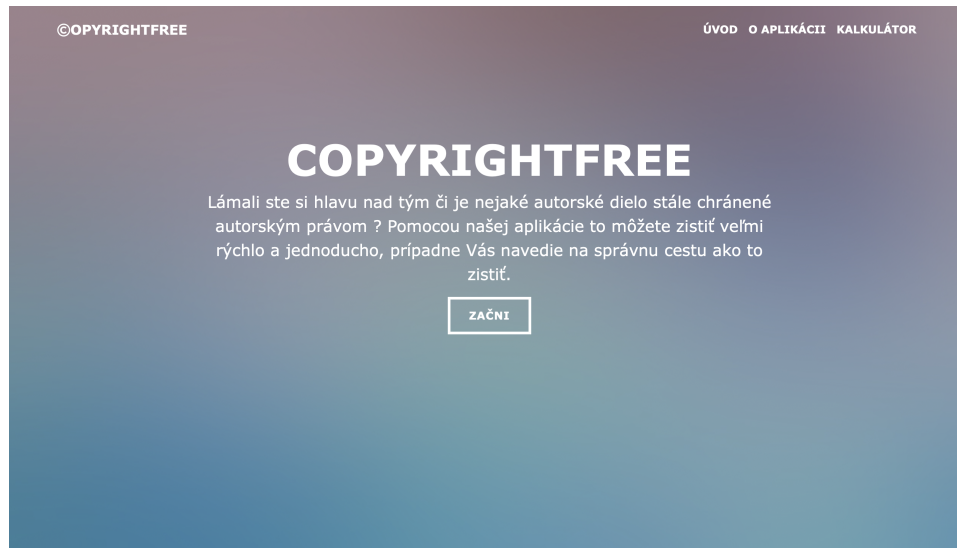 ©OPYRIGHTFREE
ÚVOD O APLIKÁCII KALKULÁTOR
COPYRIGHTFREE
Lámali ste si hlavu nad tým či je nejaké autorské dielo stále chránené
autorským právom ? Pomocou našej aplikácie to môžete zistiť veľmi
rýchlo a jednoducho, prípadne Vás navedie na správnu cestu ako to
zistiť.
ZAČNI